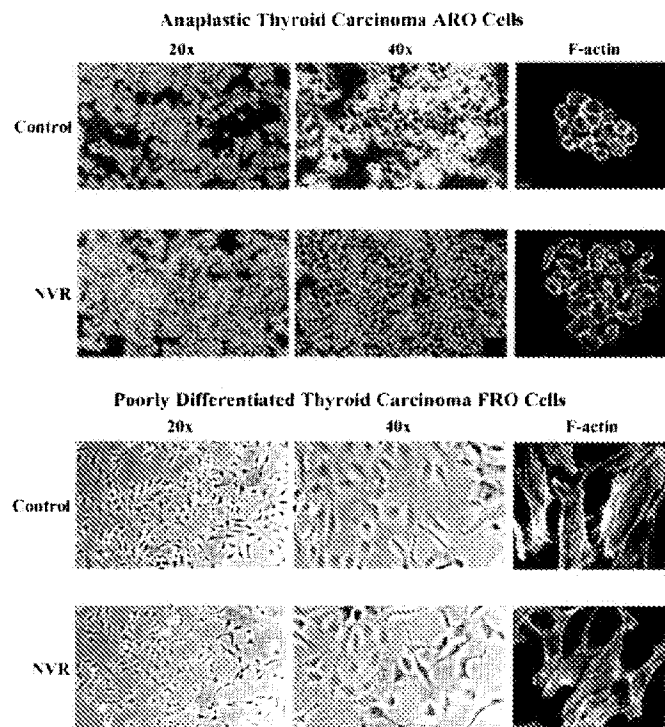 Anaplastic Thyroid Carcinoma ARO Cells
20x 40x F-actin
Control
NVR
Poorly Differentiated Thyroid Carcinoma FRO Cells
20x 40x F-actin
Control
NVR